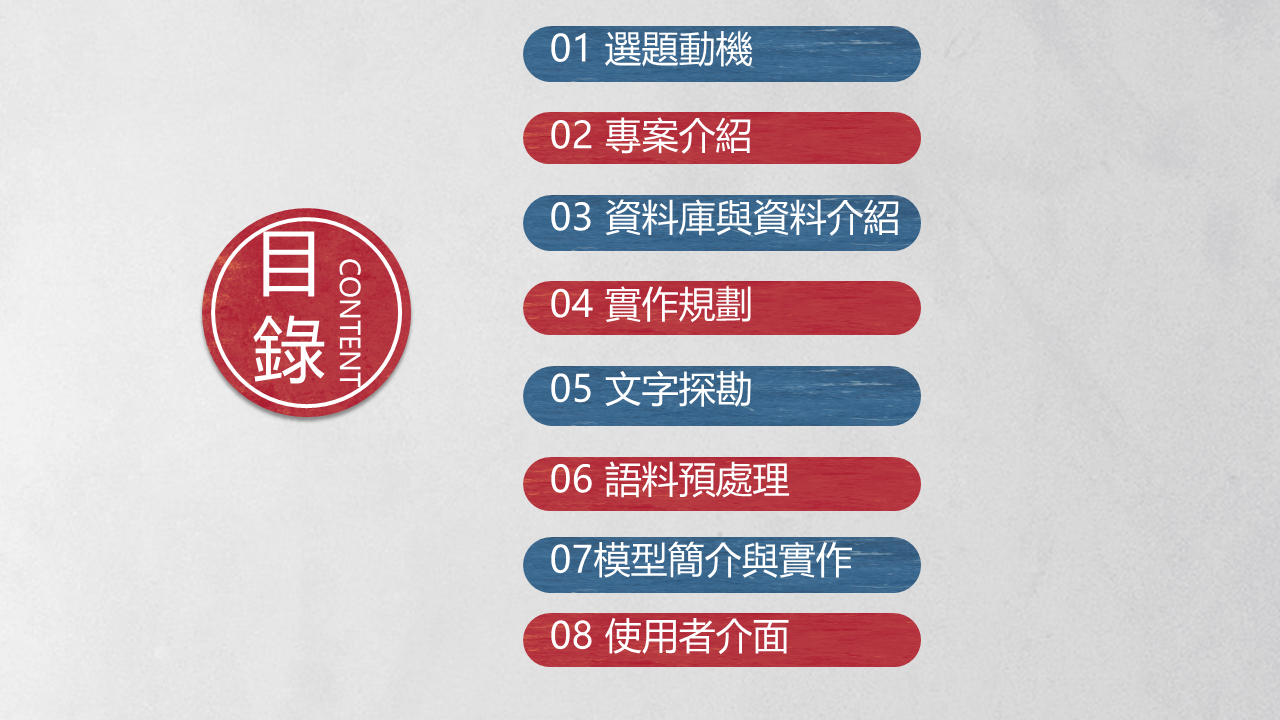 目
錄
CONTENT
01 選題動機
02 專案介紹
03 資料庫與資料介紹
04 實作規劃
05 文字探勘
06 語料預處理
07模型簡介與實作
08 使用者介面